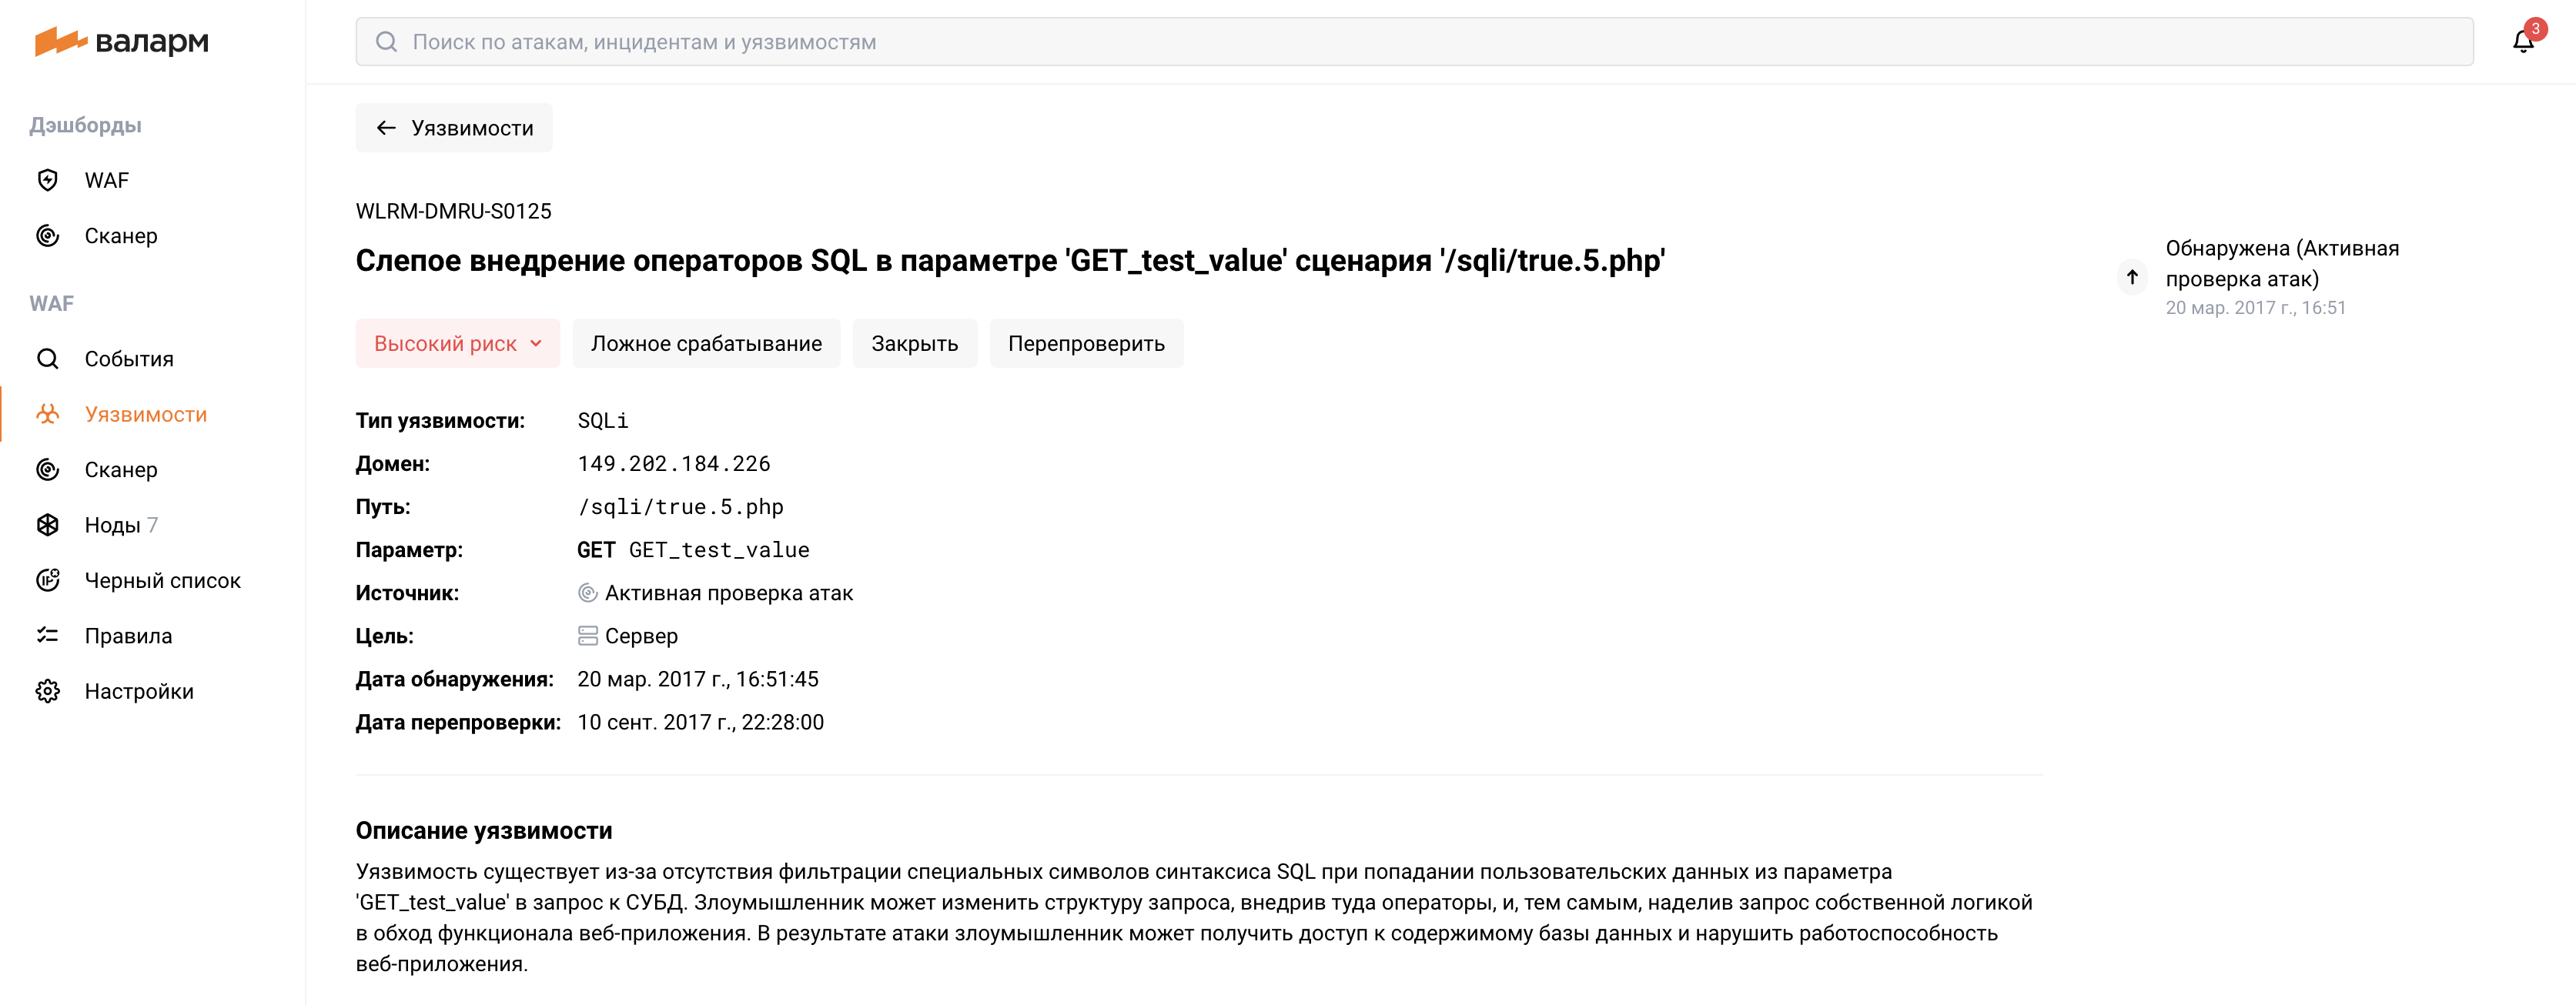 валарм
Поиск по атакам, инцидентам и уязвимостям
3
Дэшборды
WAF
Сканер
WAF
События
Уязвимости
Сканер
Ноды 7
Черный список
Правила
Настройки
Уязвимости
WLRM-DMRU-S0125
Слепое внедрение операторов SQL в параметре 'GET_test_value' сценария '/sqli/true.5.php'
Высокий риск
Ложное срабатывание
Закрыть
Перепроверить
Тип уязвимости: SQLi
Домен: 149.202.184.226
Путь: /sqli/true.5.php
Параметр: GET GET_test_value
Источник: Активная проверка атак
Цель: Сервер
Дата обнаружения: 20 мар. 2017 г., 16:51:45
Дата перепроверки: 10 сент. 2017 г., 22:28:00
Описание уязвимости
Уязвимость существует из-за отсутствия фильтрации специальных символов синтаксиса SQL при попадании пользовательских данных из параметра
'GET_test_value' в запрос к СУБД. Злоумышленник может изменить структуру запроса, внедрив туда операторы, и, тем самым, наделив запрос собственной логикой
в обход функционала веб-приложения. В результате атаки злоумышленник может получить доступ к содержимому базы данных и нарушить работоспособность
веб-приложения.
Обнаружена (Активная
проверка атак)
20 мар. 2017 г., 16:51